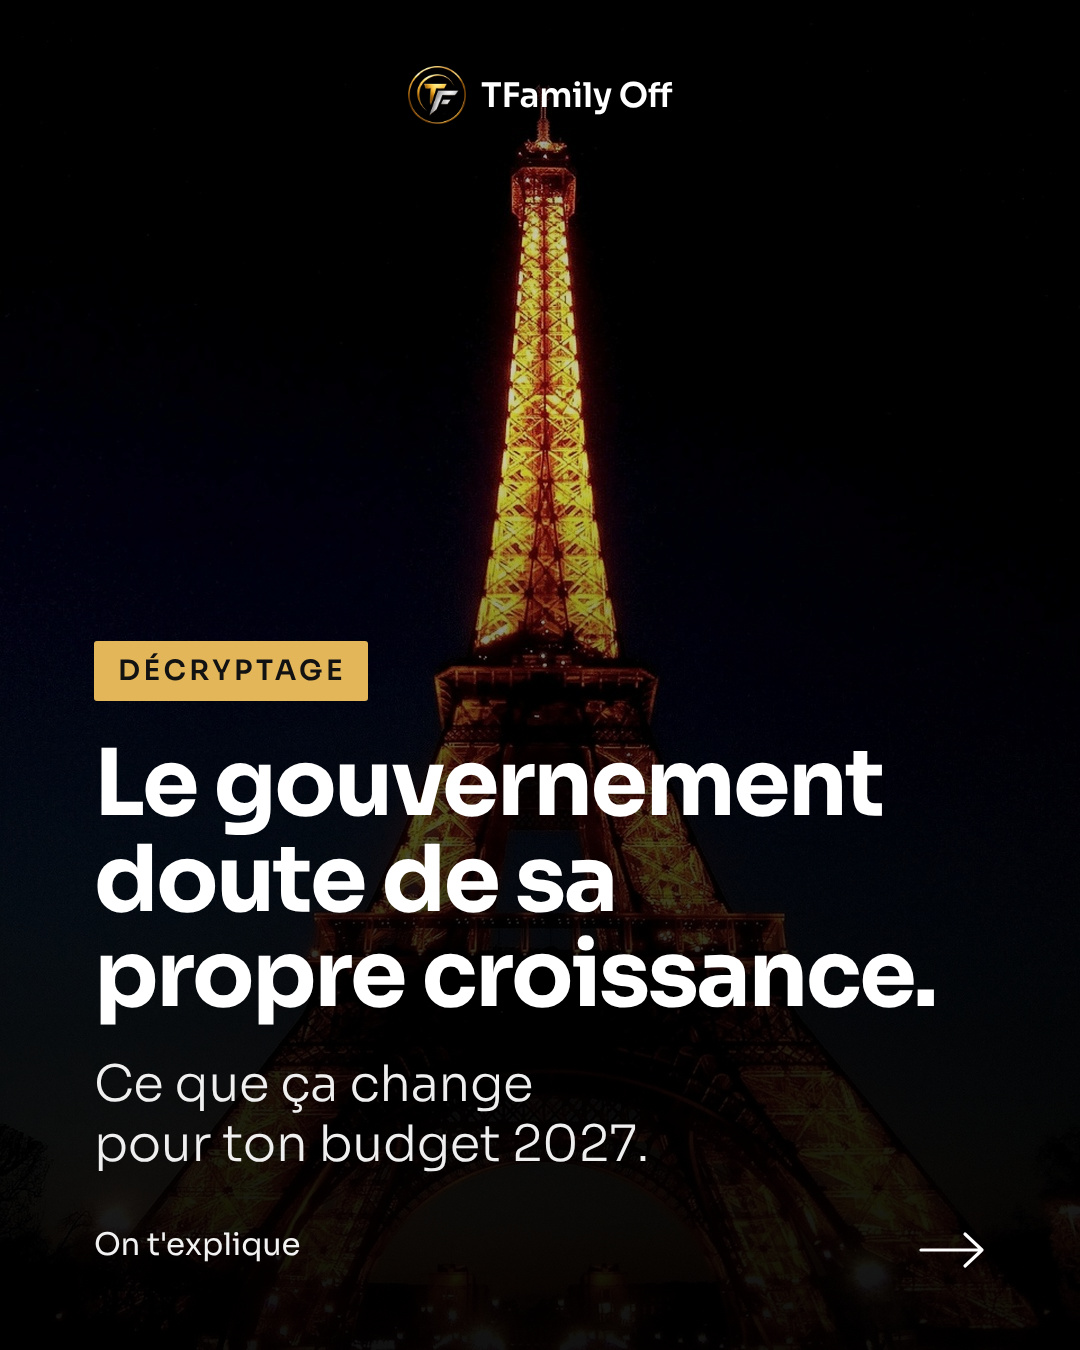 TF
TFamily Off
DÉCRYPTAGE
Le gouvernement
doute de sa
propre croissance.
Ce que ça change
pour ton budget 2027.
On t'explique